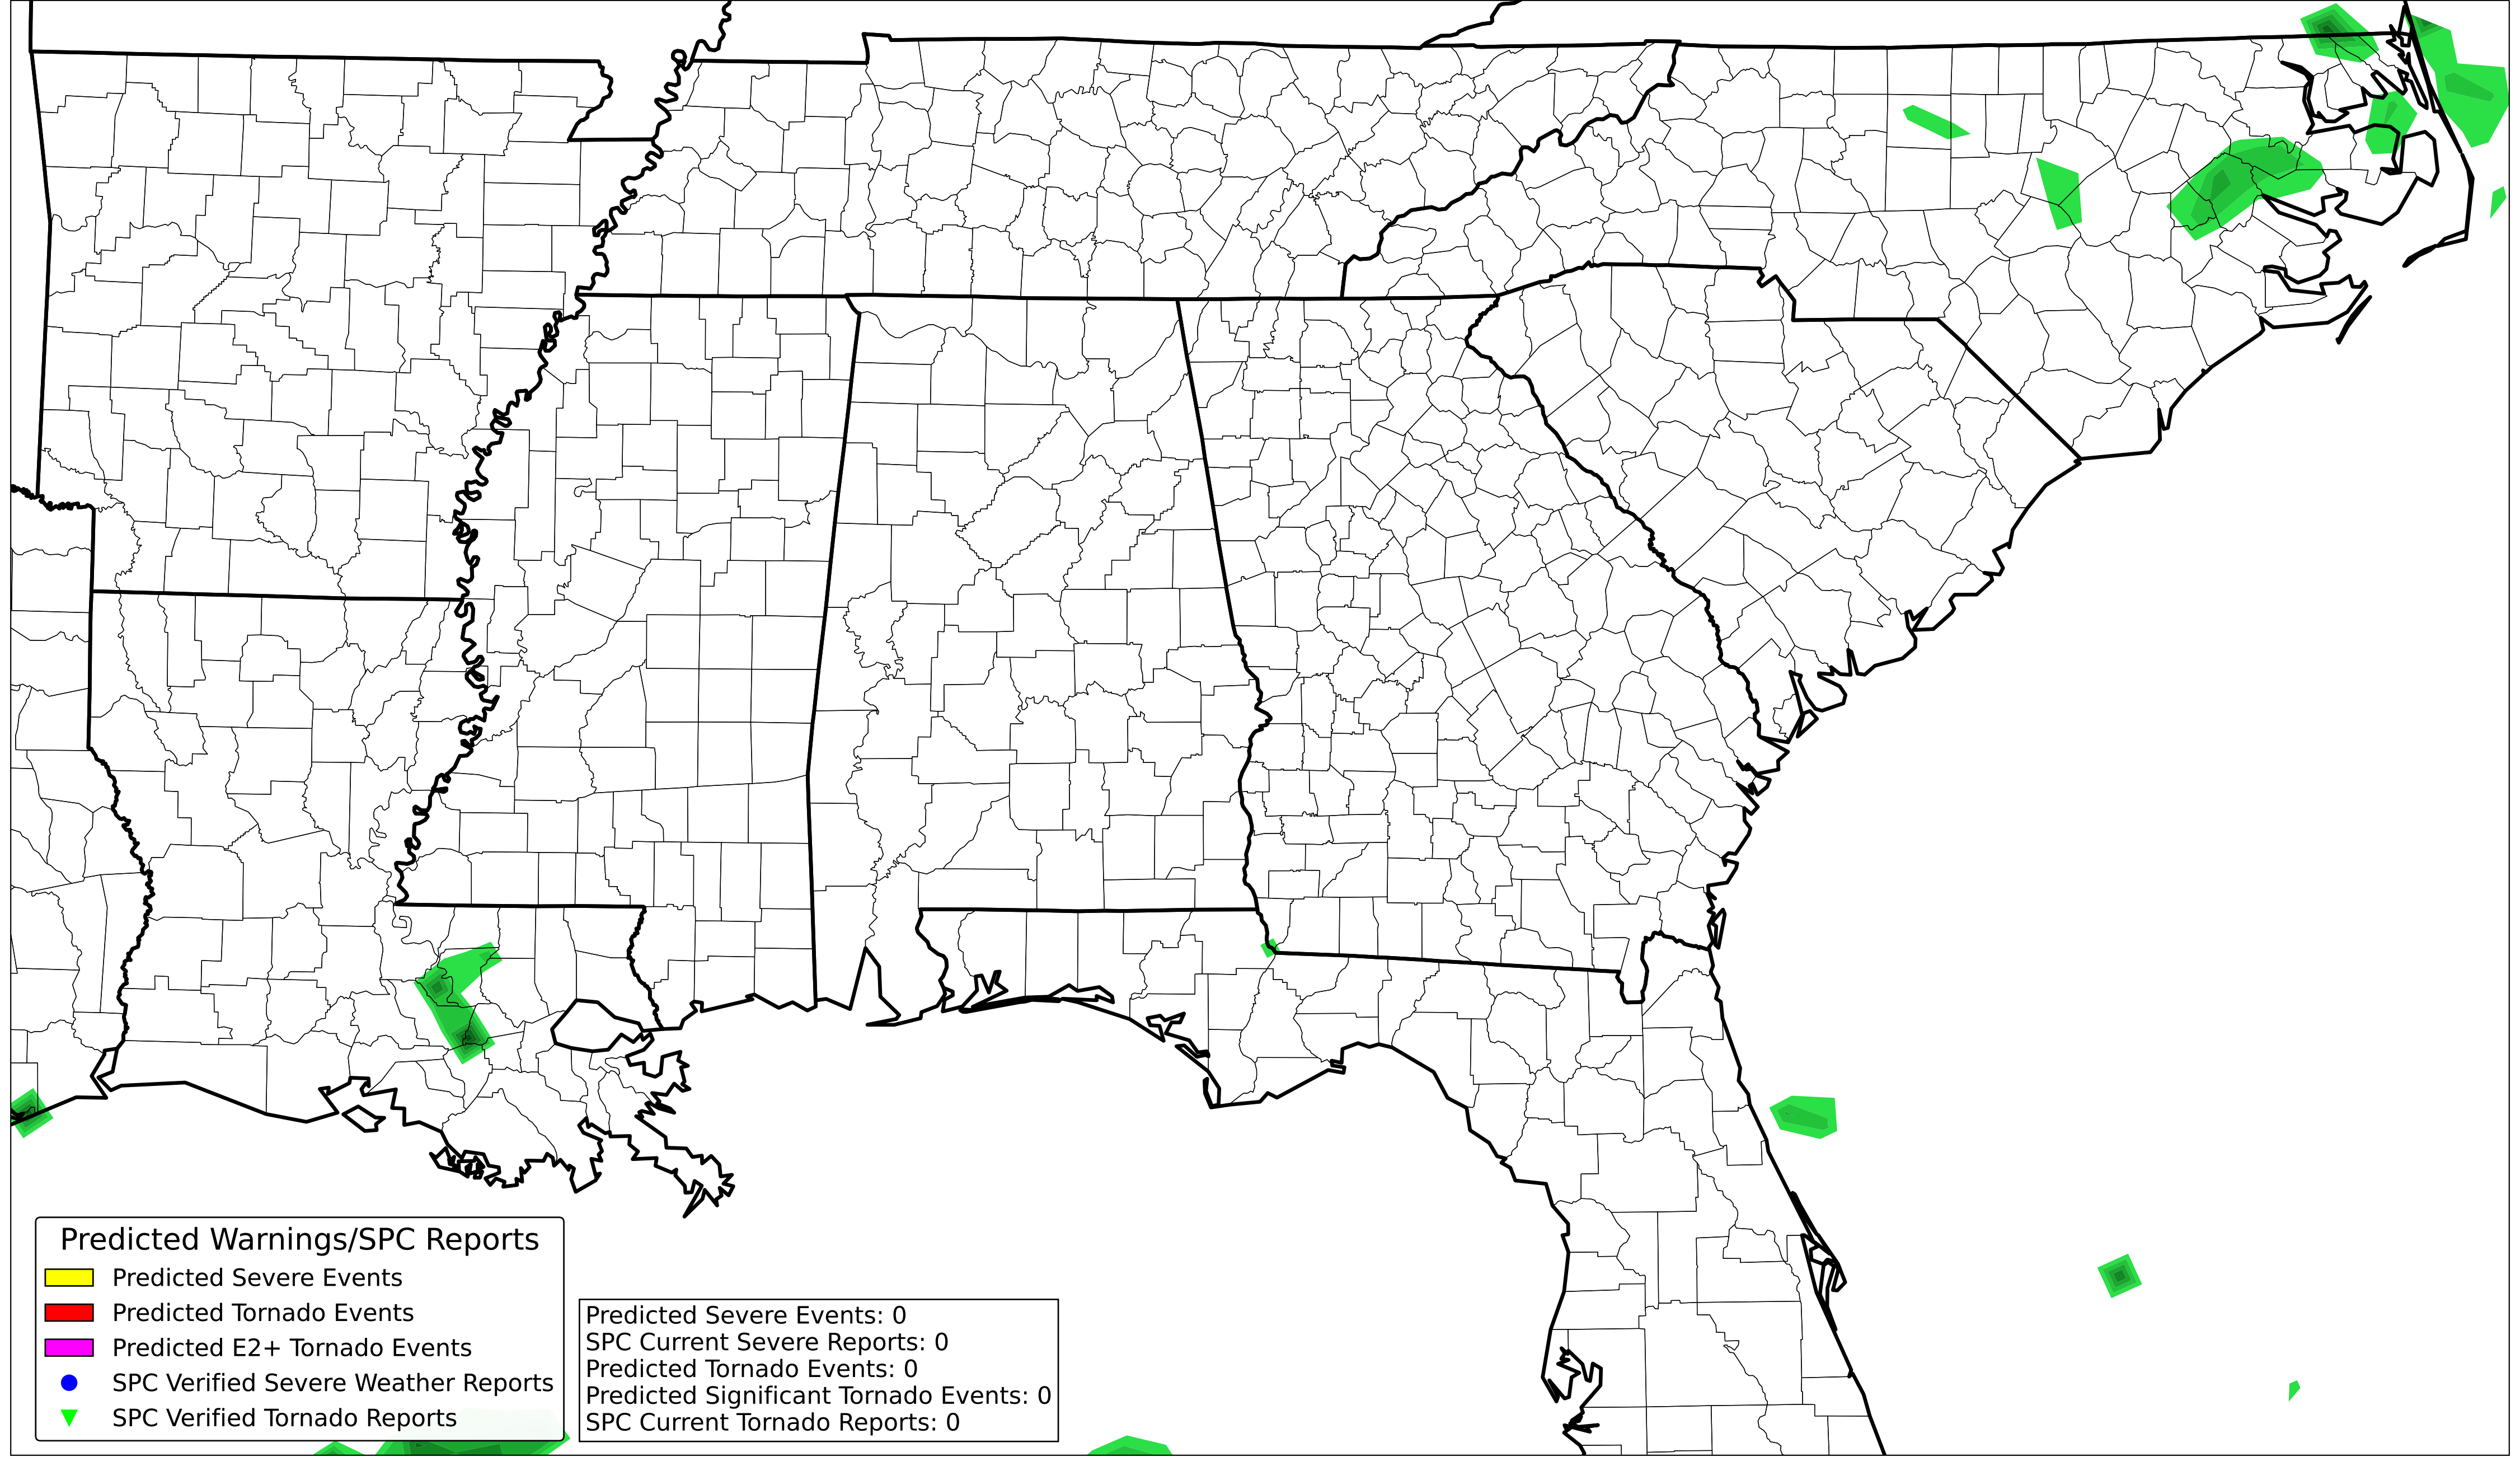 Predicted Warnings/SPC Reports
Predicted Severe Events
Predicted Tornado Events
Predicted E2+ Tornado Events
SPC Verified Severe Weather Reports
SPC Verified Tornado Reports
Predicted Severe Events: 0
SPC Current Severe Reports: 0
Predicted Tornado Events: 0
Predicted Significant Tornado Events: 0
SPC Current Tornado Reports: 0